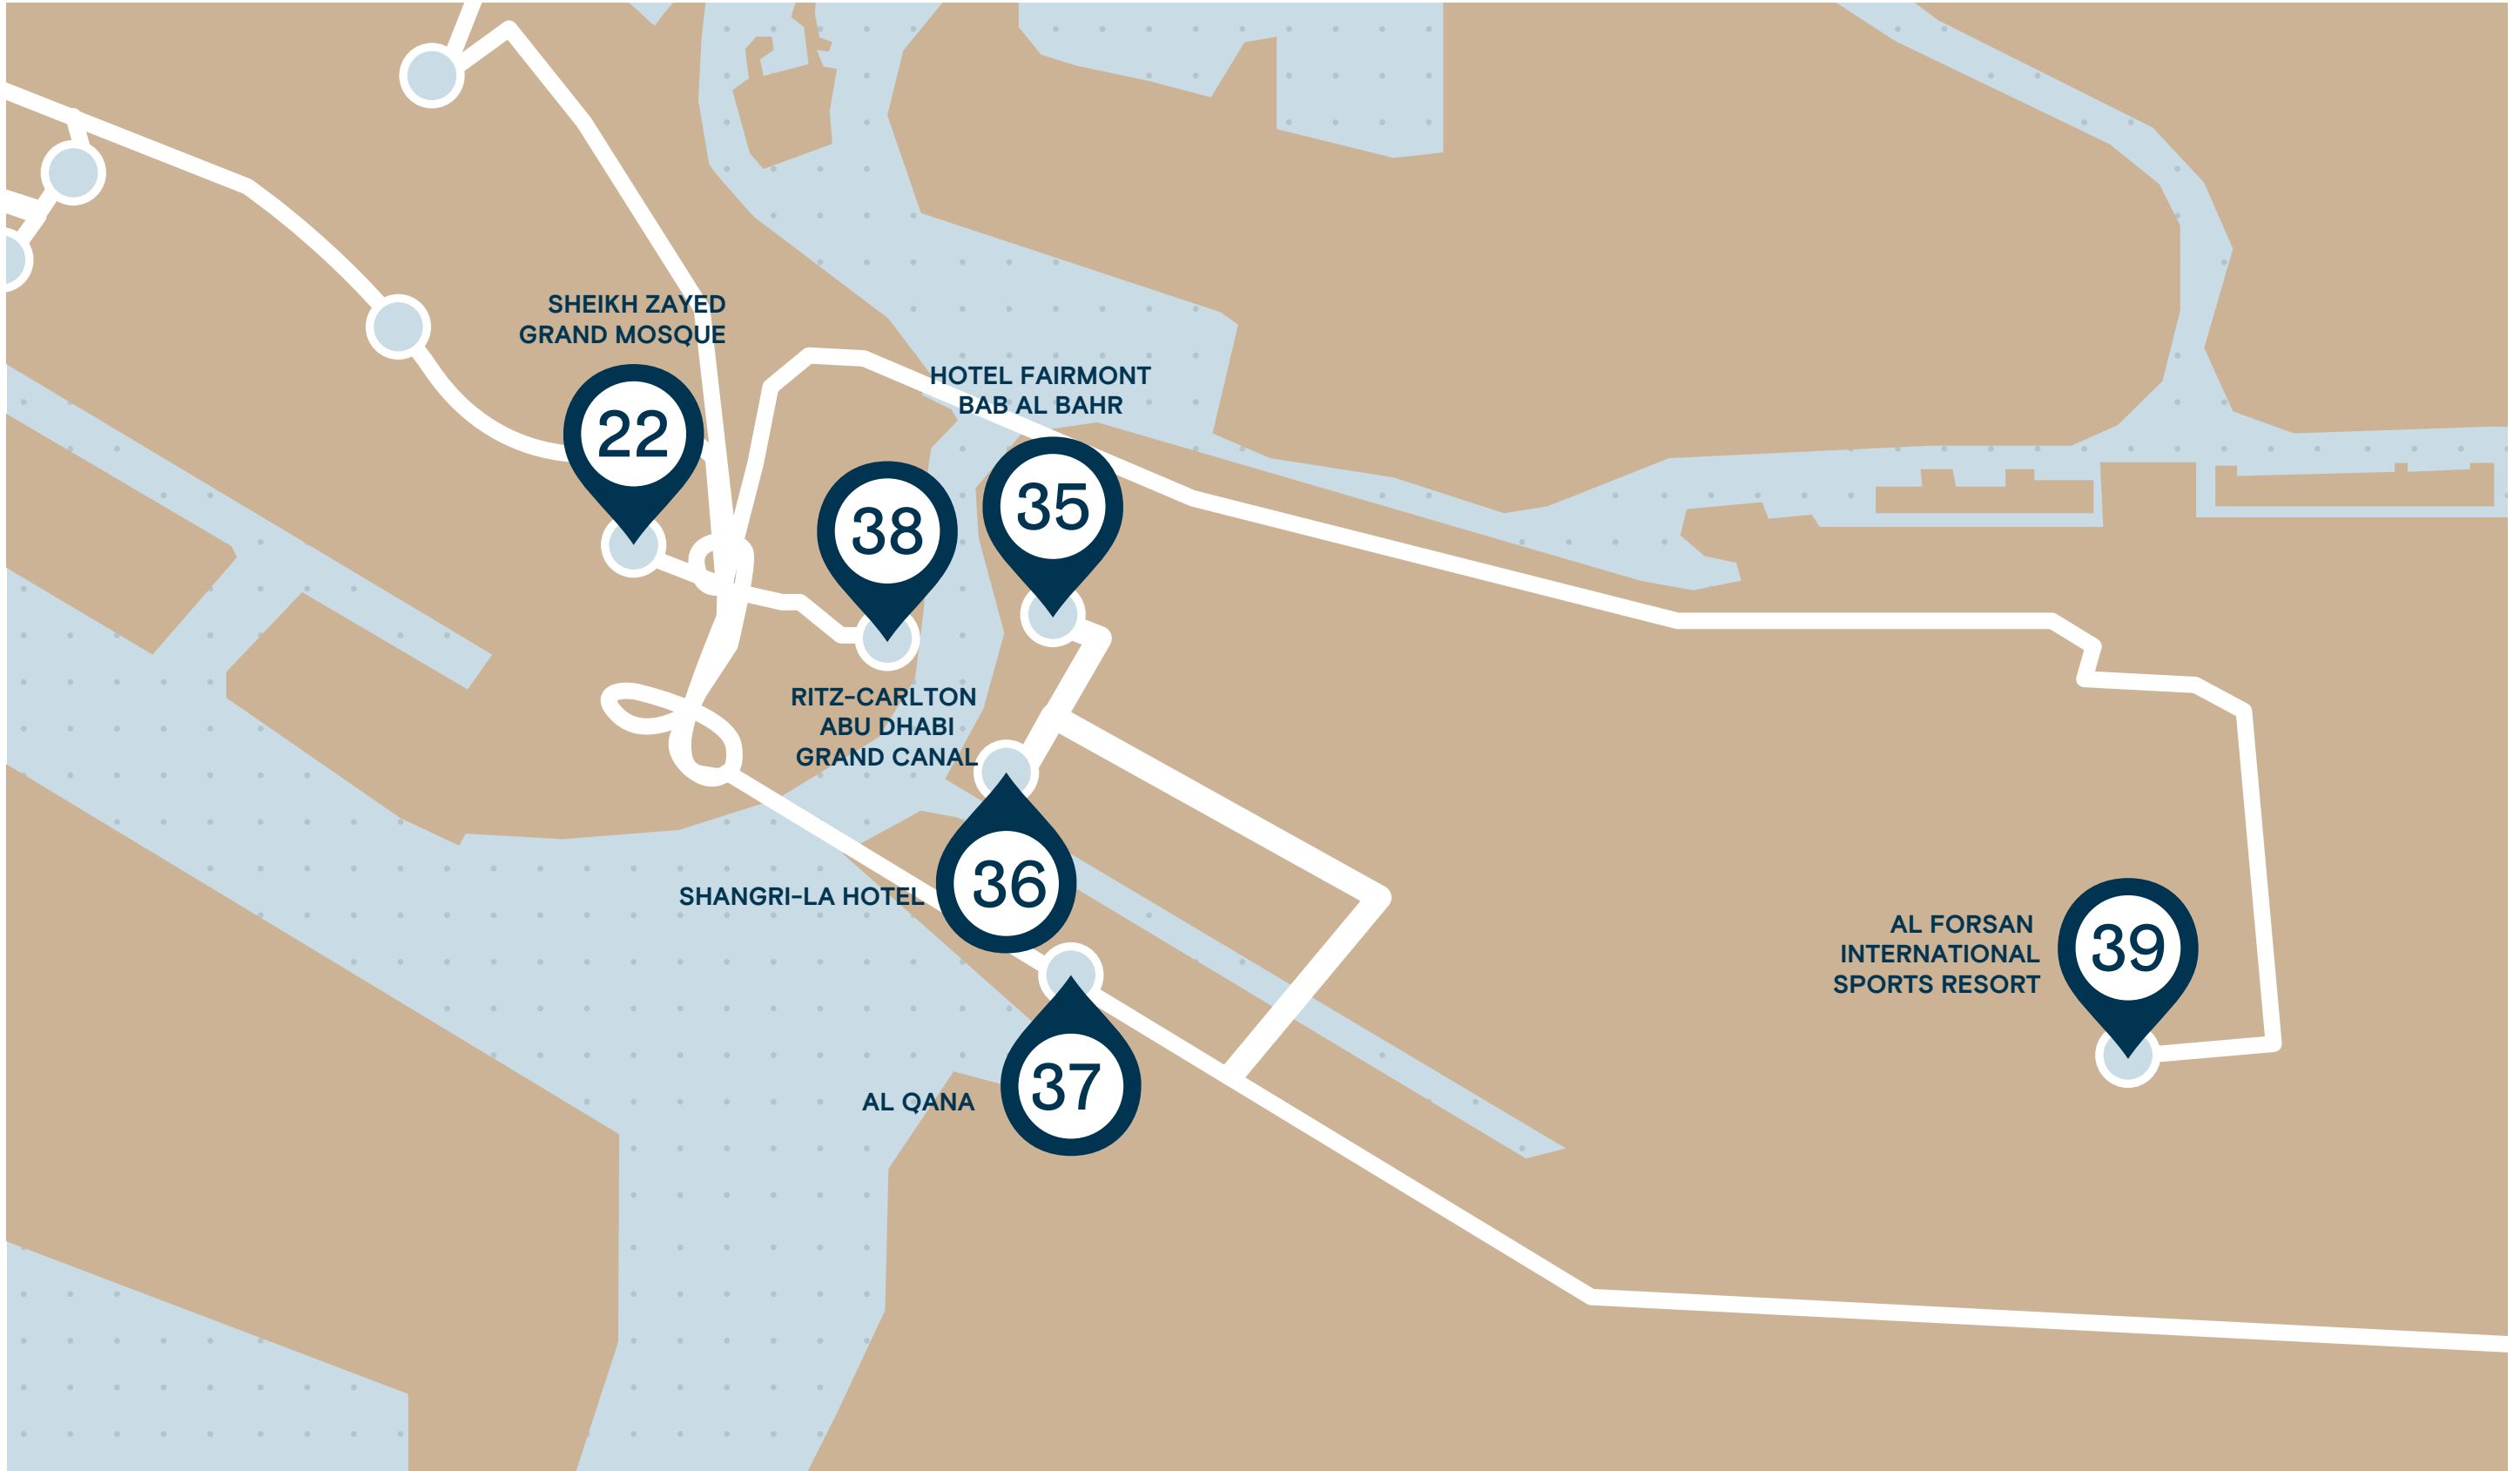 SHEIKH ZAYED
GRAND MOSQUE
22
HOTEL FAIRMONT
BAB AL BAHR
35
38
RITZ-CARLTON
ABU DHABI
GRAND CANAL
SHANGRI-LA HOTEL
36
AL FORSAN
INTERNATIONAL
SPORTS RESORT
39
AL QANA
37